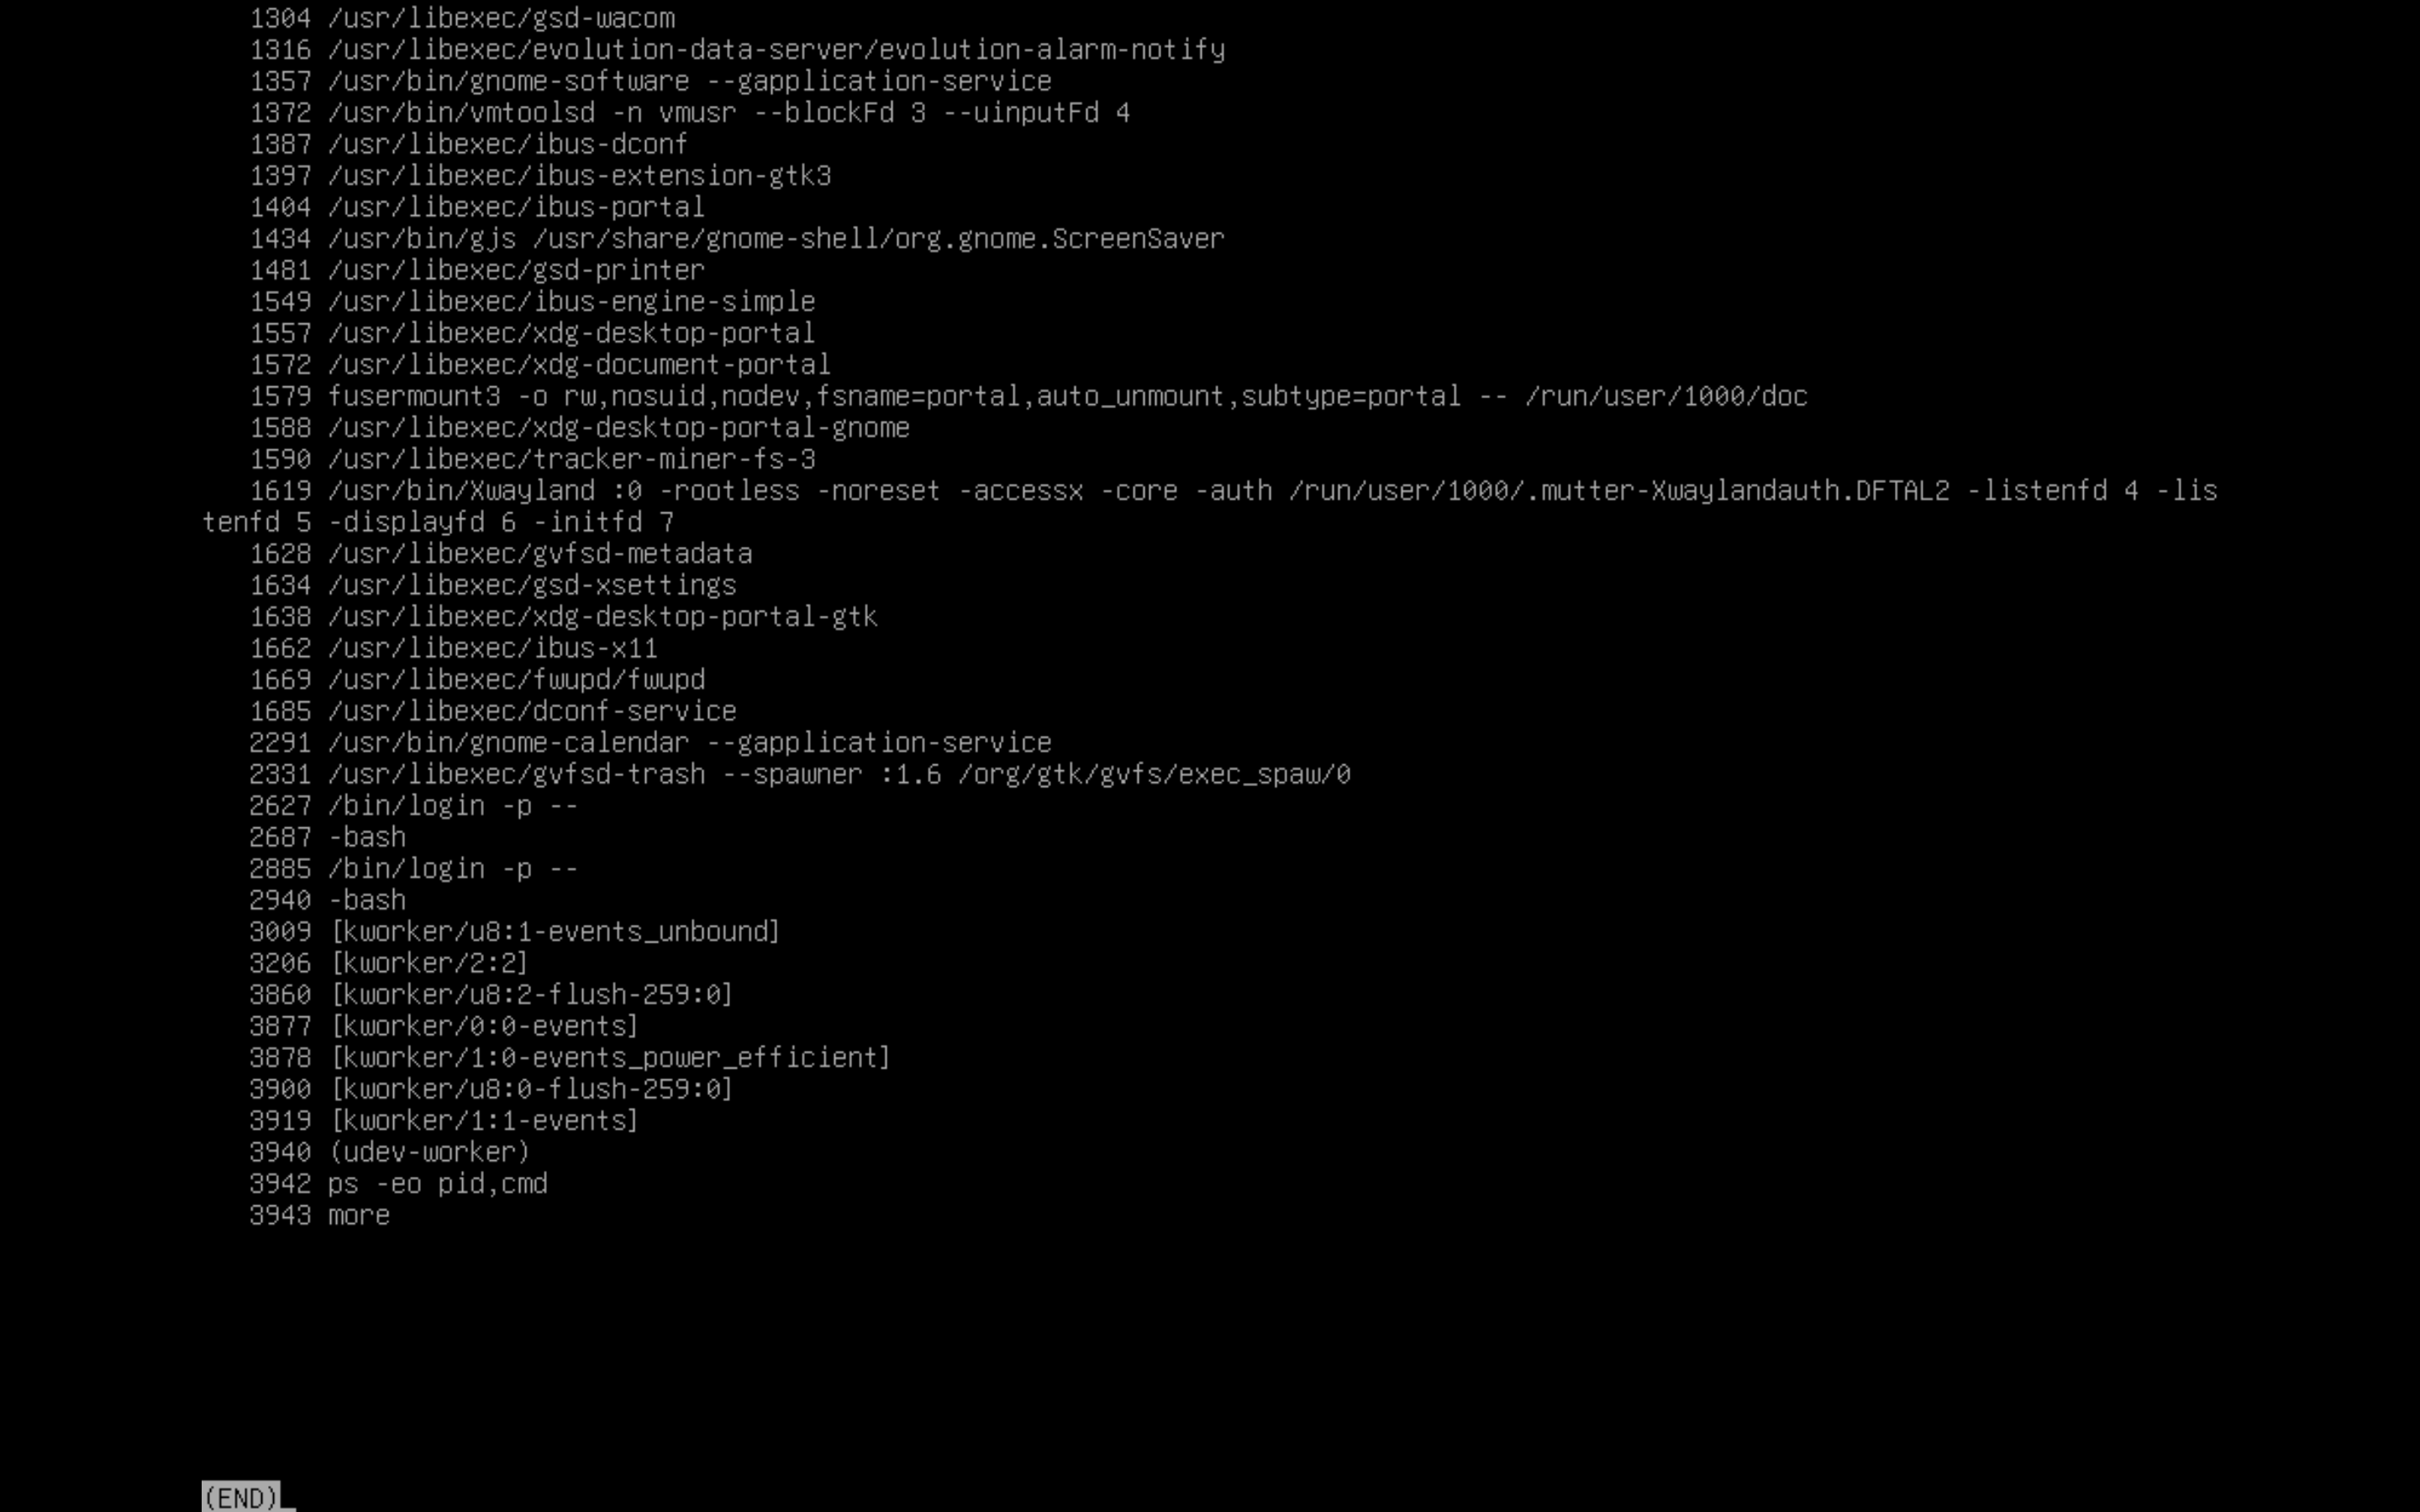 1304 /usr/libexec/gsd-wacom
1316 /usr/libexec/evolution-data-server/evolution-alarm-notify
1357 /usr/bin/gnome-software --gapplication-service
1372 /usr/bin/vmtoolsd -n vmusr --blockFd 3 --uinputFd 4
1387 /usr/libexec/ibus-dconf
1397 /usr/libexec/ibus-extension-gtk3
1404 /usr/libexec/ibus-portal
1434 /usr/bin/gjs /usr/share/gnome-shell/org.gnome.ScreenSaver
1481 /usr/libexec/gsd-printer
1549 /usr/libexec/ibus-engine-simple
1557 /usr/libexec/xdg-desktop-portal
1572 /usr/libexec/xdg-document-portal
1579 fusermount3 -o rw,nosuid,nodev,fsname=portal,auto_unmount,subtype=portal -- /run/user/1000/doc
1588 /usr/libexec/xdg-desktop-portal-gnome
1590 /usr/libexec/tracker-miner-fs-3
1619 /usr/bin/Xwayland :0 -rootless -noreset -accessx -core -auth /run/user/1000/.mutter-Xwaylandauth.DFTAL2 -listenfd 4 -lis
tenfd 5 -displayfd 6 -initfd 7
1628 /usr/libexec/gvfsd-metadata
1634 /usr/libexec/gsd-xsettings
1638 /usr/libexec/xdg-desktop-portal-gtk
1662 /usr/libexec/ibus-x11
1669 /usr/libexec/fwupd/fwupd
1685 /usr/libexec/dconf-service
2291 /usr/bin/gnome-calendar --gapplication-service
2331 /usr/libexec/gvfsd-trash --spawner :1.6 /org/gtk/gvfs/exec_spaw/0
2627 /bin/login -p --
2687 -bash
2885 /bin/login -p --
2940 -bash
3009 [kworker/u8:1-events_unbound]
3206 [kworker/2:2]
3860 [kworker/u8:2-flush-259:0]
3877 [kworker/0:0-events]
3878 [kworker/1:0-events_power_efficient]
3900 [kworker/u8:0-flush-259:0]
3919 [kworker/1:1-events]
3940 (udev-worker)
3942 ps -eo pid,cmd
3943 more
(END)